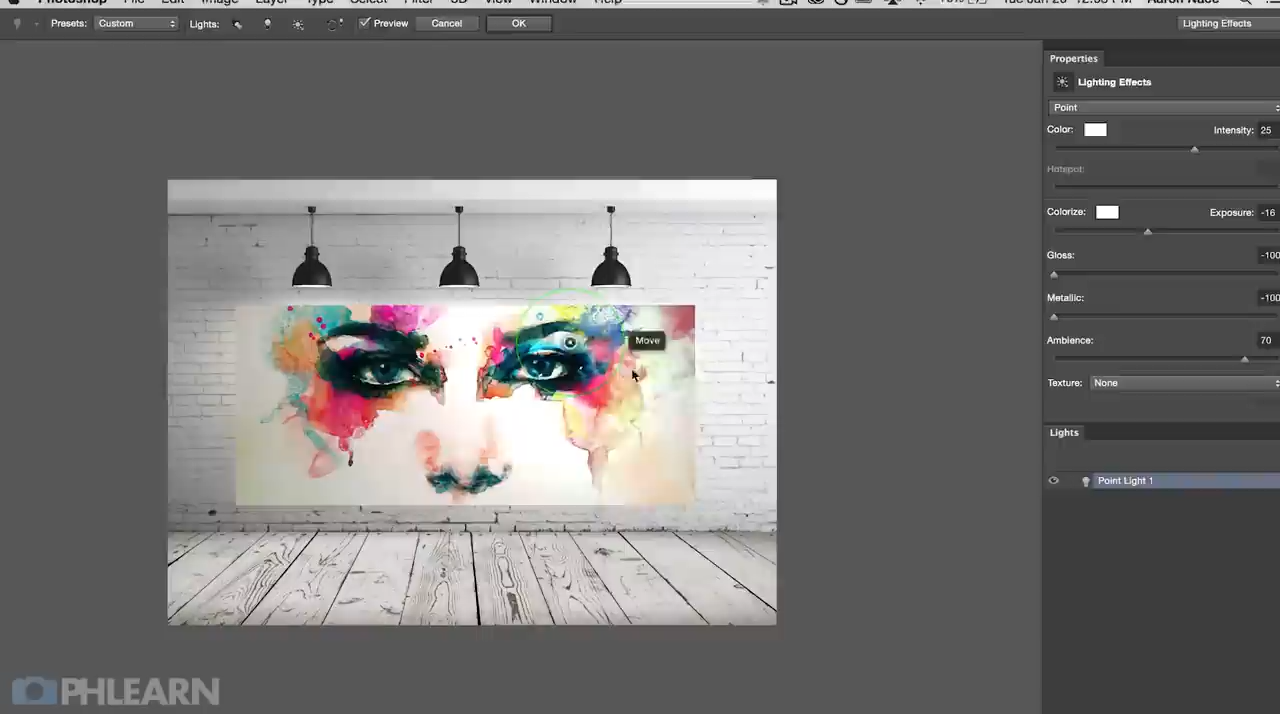 Photoshop File Edit Image Layer Type Select Filter 3D View Window Help
Presets: Custom Lights: Preview Cancel OK Lighting Effects
Properties
Lighting Effects
Point
Color: Intensity: 25
Hotspot:
Colorize: Exposure: -16
Gloss: -100
Metallic: -100
Move
Ambience: 70
Texture: None
Lights
Point Light 1
PHLEARN